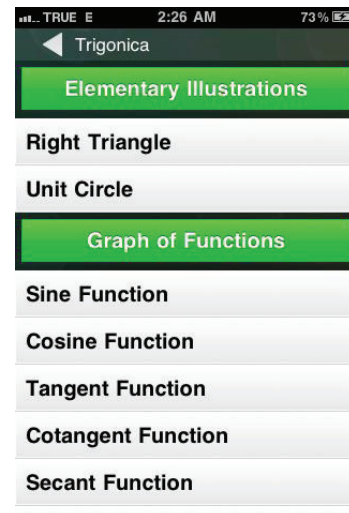 TRUE E 2:26 AM 73%
Trigonica
Elementary Illustrations
Right Triangle
Unit Circle
Graph of Functions
Sine Function
Cosine Function
Tangent Function
Cotangent Function
Secant Function